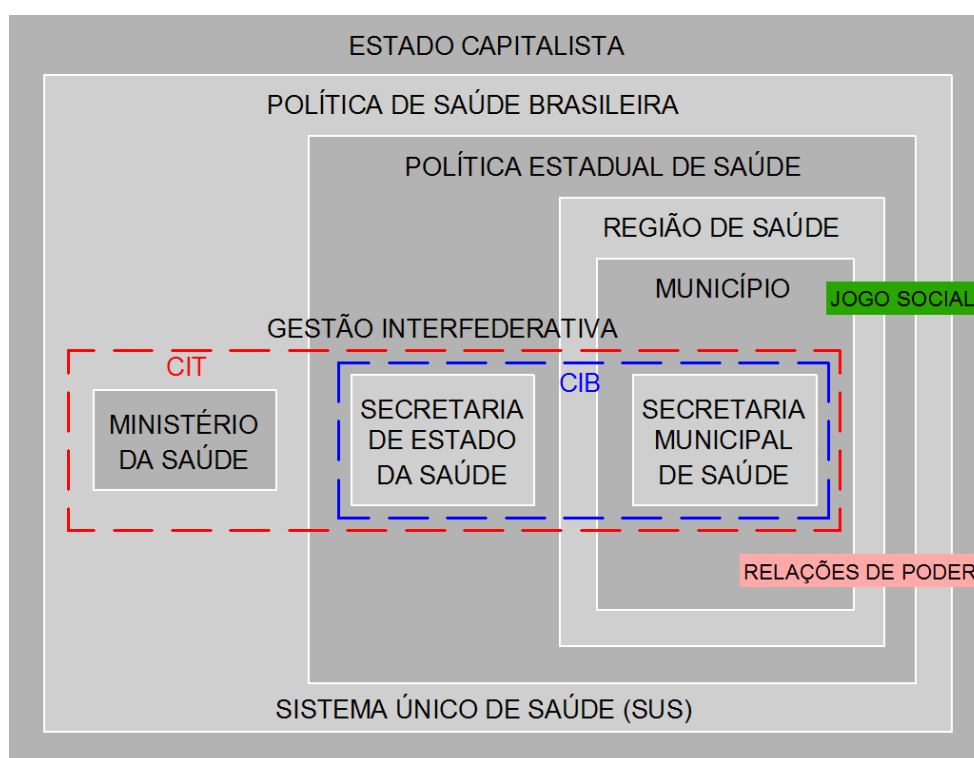 ESTADO CAPITALISTA
POLÍTICA DE SAÚDE BRASILEIRA
POLÍTICA ESTADUAL DE SAÚDE
REGIÃO DE SAÚDE
MUNICÍPIO
JOGO SOCIAL
GESTÃO INTERFEDERATIVA
CIT
CIB
MINISTÉRIO
DA SAÚDE
SECRETARIA
DE ESTADO
DA SAÚDE
SECRETARIA
MUNICIPAL
DE SAÚDE
RELAÇÕES DE PODER
SISTEMA ÚNICO DE SAÚDE (SUS)